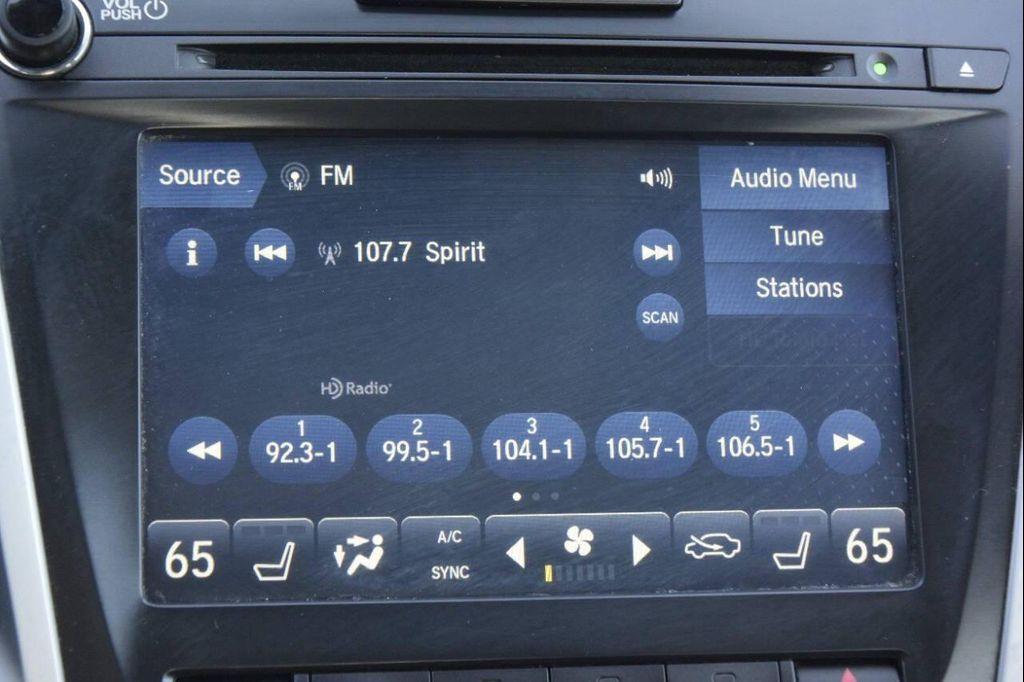 VOL
PUSH
Source FM Audio Menu
FM
i 107.7 Spirit Tune
Stations
SCAN
HD Radio
1 2 3 4 5
92.3-1 99.5-1 104.1-1 105.7-1 106.5-1
65 A/C 65
SYNC